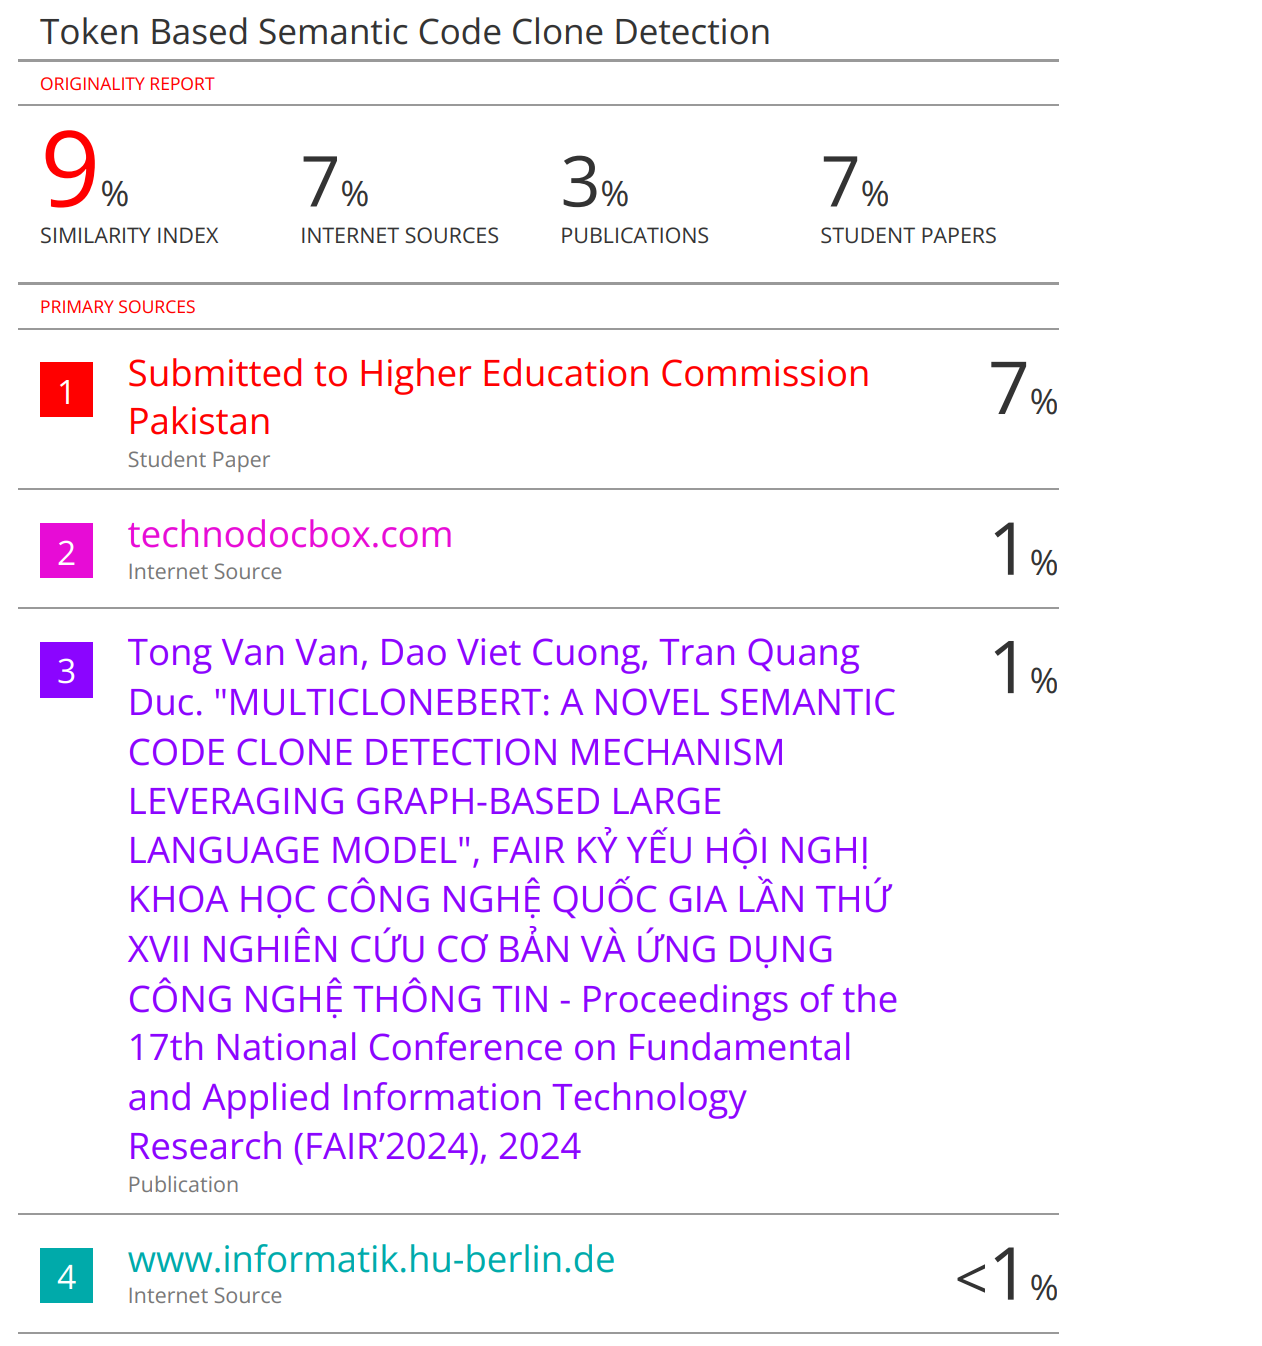 Token Based Semantic Code Clone Detection
ORIGINALITY REPORT
9%
SIMILARITY INDEX
7%
INTERNET SOURCES
3%
PUBLICATIONS
7%
STUDENT PAPERS
PRIMARY SOURCES
1
Submitted to Higher Education Commission
Pakistan
Student Paper
7%
2
technodocbox.com
Internet Source
1%
3
Tong Van Van, Dao Viet Cuong, Tran Quang
Duc. "MULTICLONEBERT: A NOVEL SEMANTIC
CODE CLONE DETECTION MECHANISM
LEVERAGING GRAPH-BASED LARGE
LANGUAGE MODEL", FAIR KỶ YẾU HỘI NGHỊ
KHOA HỌC CÔNG NGHỆ QUỐC GIA LẦN THỨ
XVII NGHIÊN CỨU CƠ BẢN VÀ ỨNG DỤNG
CÔNG NGHỆ THÔNG TIN - Proceedings of the
17th National Conference on Fundamental
and Applied Information Technology
Research (FAIR’2024), 2024
Publication
1%
4
www.informatik.hu-berlin.de
Internet Source
<1%